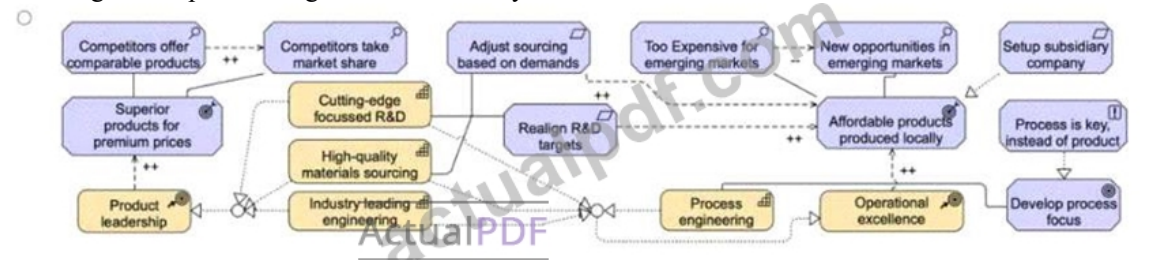 Competitors offer
comparable products
++
Competitors take
market share
Adjust sourcing
based on demands
Too Expensive for
emerging markets
--
New opportunities in
emerging markets
Setup subsidiary
company
Superior
products for
premium prices
Cutting-edge
focussed R&D
++
Realign R&D
targets
++
Affordable products
produced locally
Process is key,
instead of product
++
High-quality
materials sourcing
++
Product
leadership
Industry-leading
engineering
Process
engineering
Operational
excellence
Develop process
focus
actualpdf.com
ActualPDF